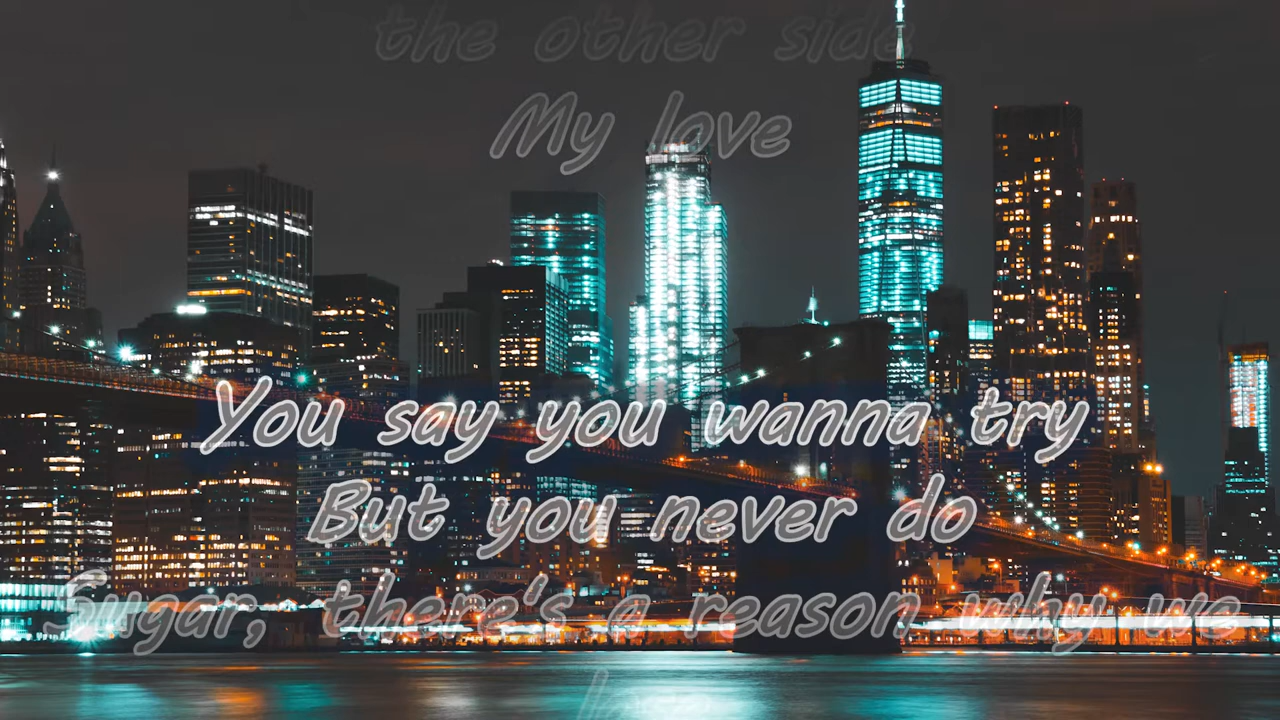 the other side
My love
You say you wanna try
But you never do
Sugar, there's a reason why we
love